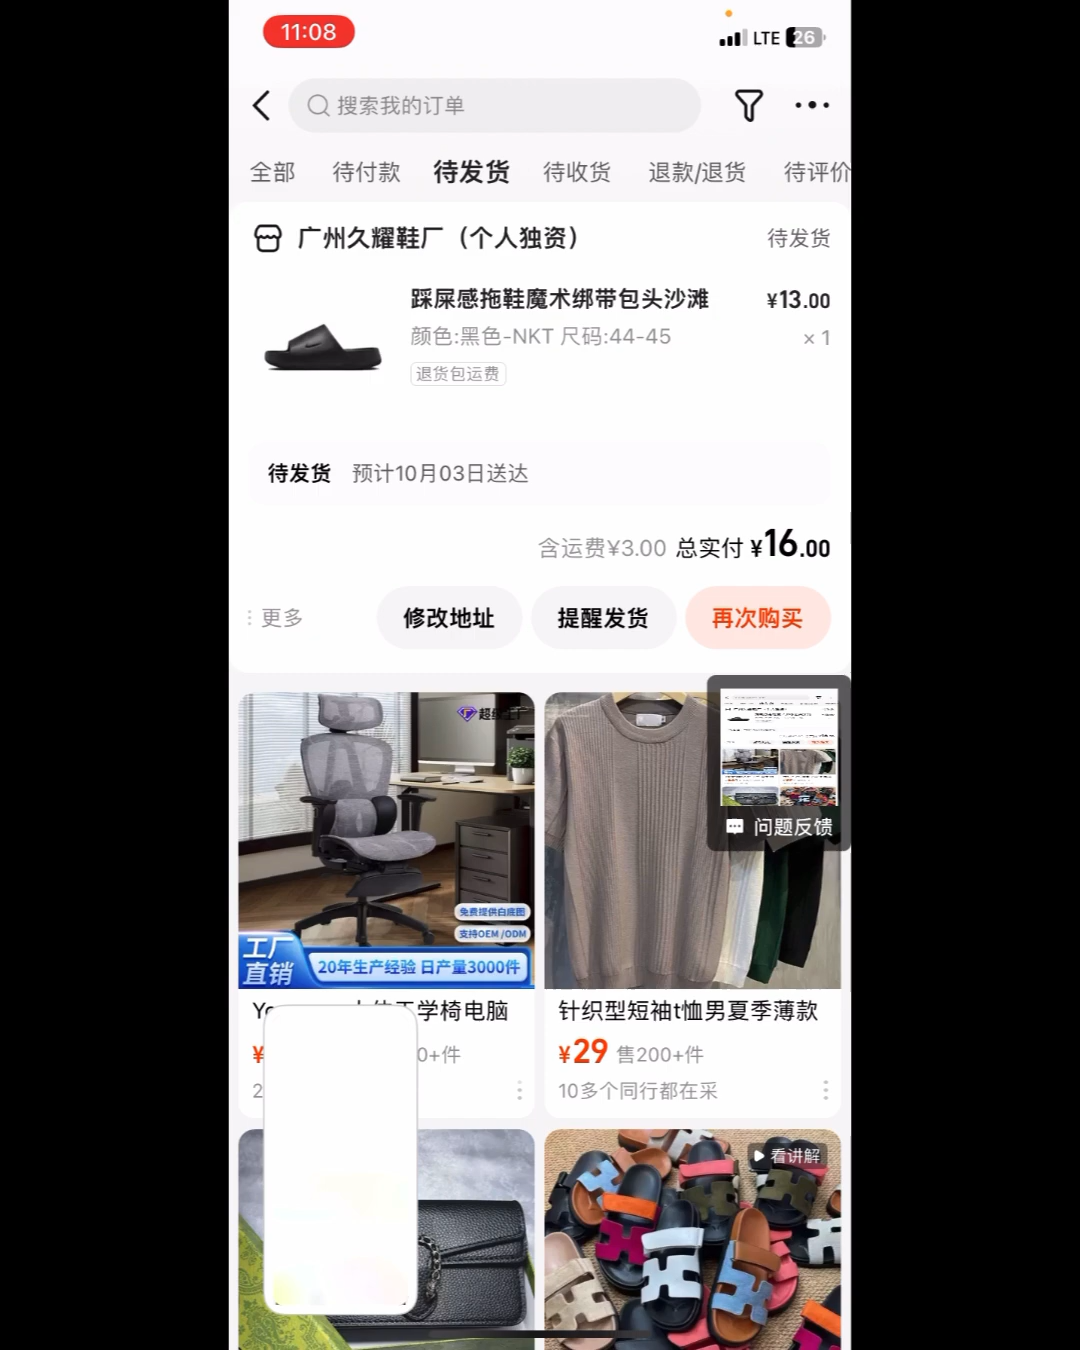 11:08
LTE 26
搜索我的订单
全部 待付款 待发货 待收货 退款/退货 待评价
广州久耀鞋厂（个人独资） 待发货
踩屎感拖鞋魔术绑带包头沙滩 ¥13.00
颜色:黑色-NKT 尺码:44-45 ×1
退货包运费
待发货 预计10月03日送达
含运费¥3.00 总实付 ¥16.00
更多 修改地址 提醒发货 再次购买
超级工厂
免费提供白底图
支持OEM/ODM
工厂
直销
20年生产经验 日产量3000件
问题反馈
学椅电脑
针织型短袖t恤男夏季薄款
¥
0+件
¥29 售200+件
2
10多个同行都在采
看讲解